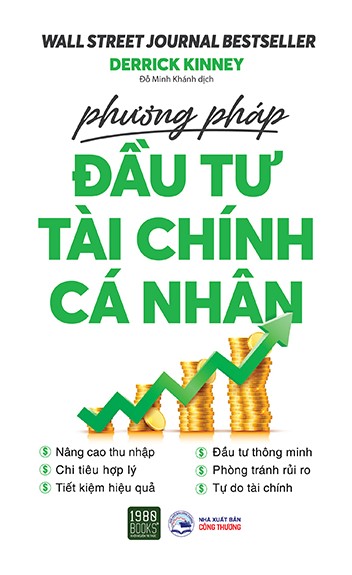 WALL STREET JOURNAL BESTSELLER
DERRICK KINNEY
Đỗ Minh Khánh dịch
phương pháp
ĐẦU TƯ
TÀI CHÍNH
CÁ NHÂN
Nâng cao thu nhập
Chi tiêu hợp lý
Tiết kiệm hiệu quả
Đầu tư thông minh
Phòng tránh rủi ro
Tự do tài chính
1980
BOOKS
NHÀ XUẤT BẢN
CÔNG THƯƠNG